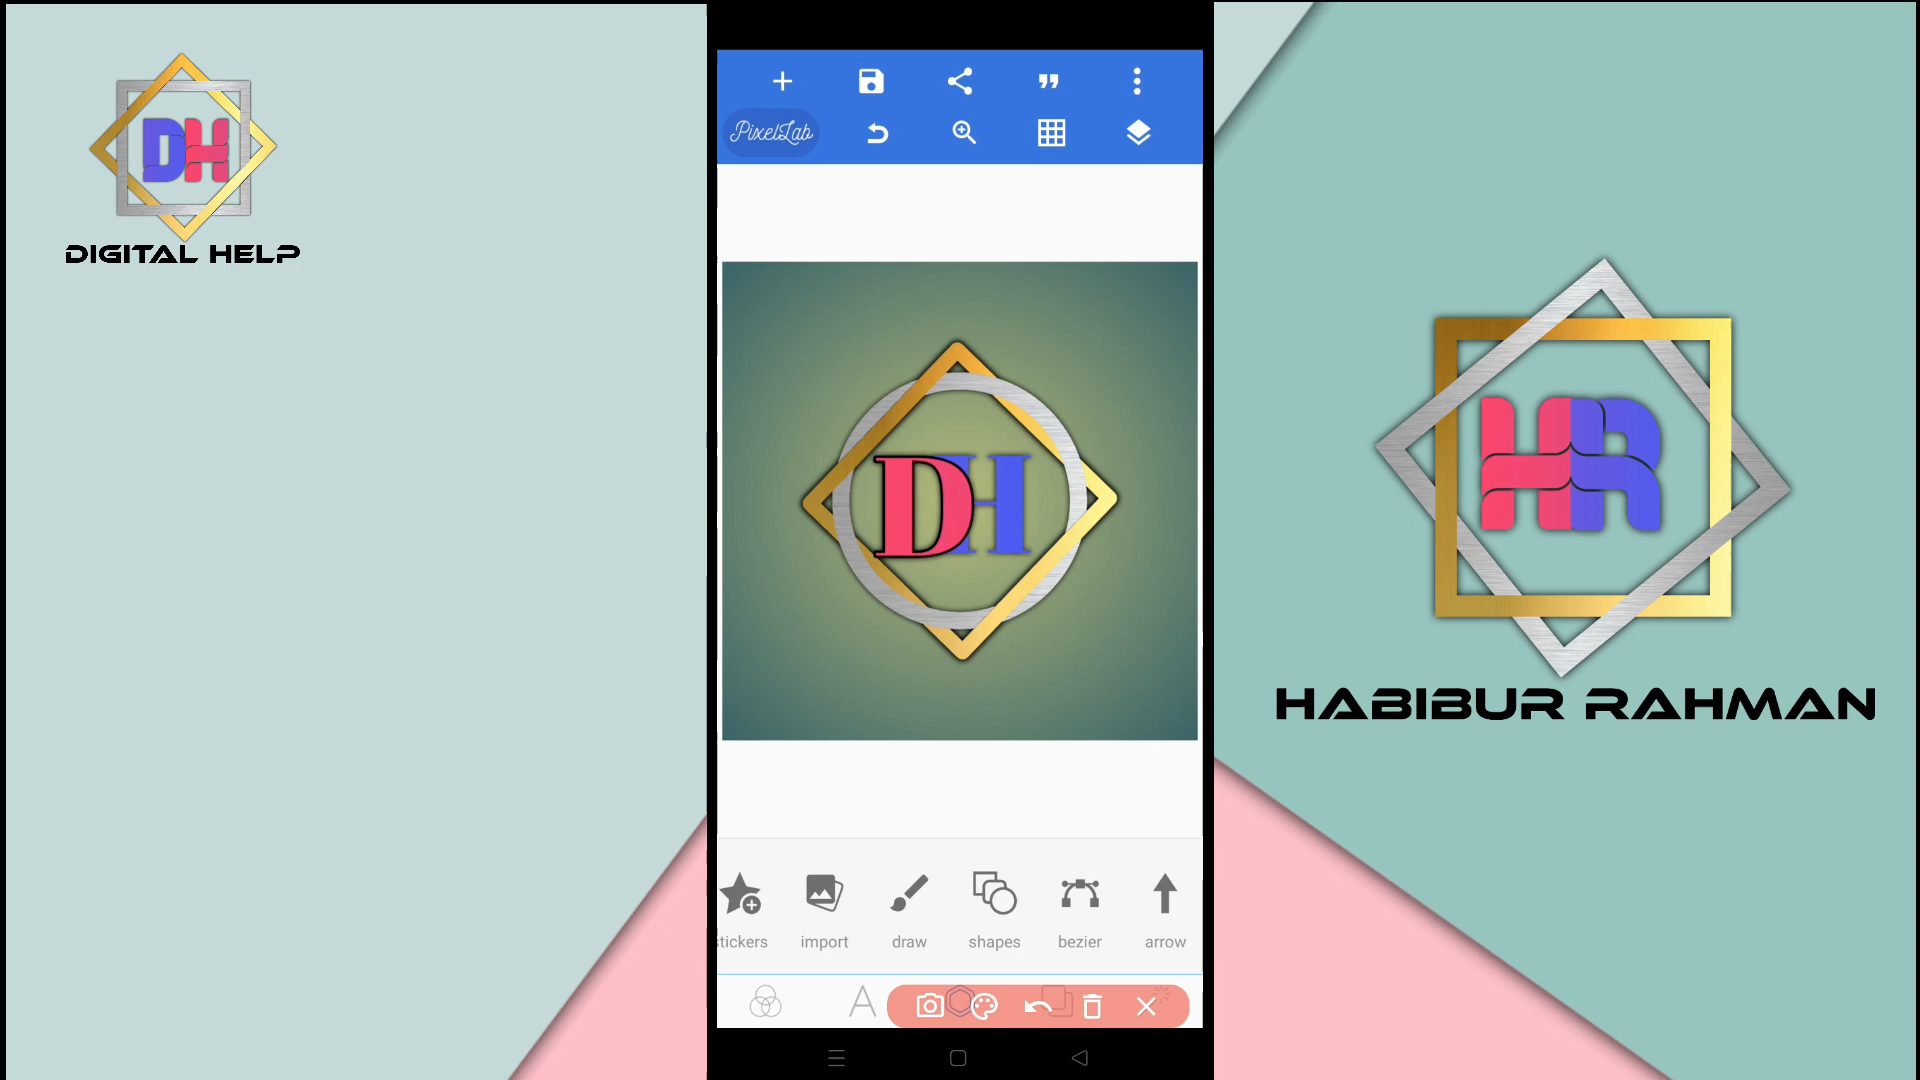 DH
DIGITAL HELP
PixelLab
DH
stickers
import
draw
shapes
bezier
arrow
A
HR
HABIBUR RAHMAN